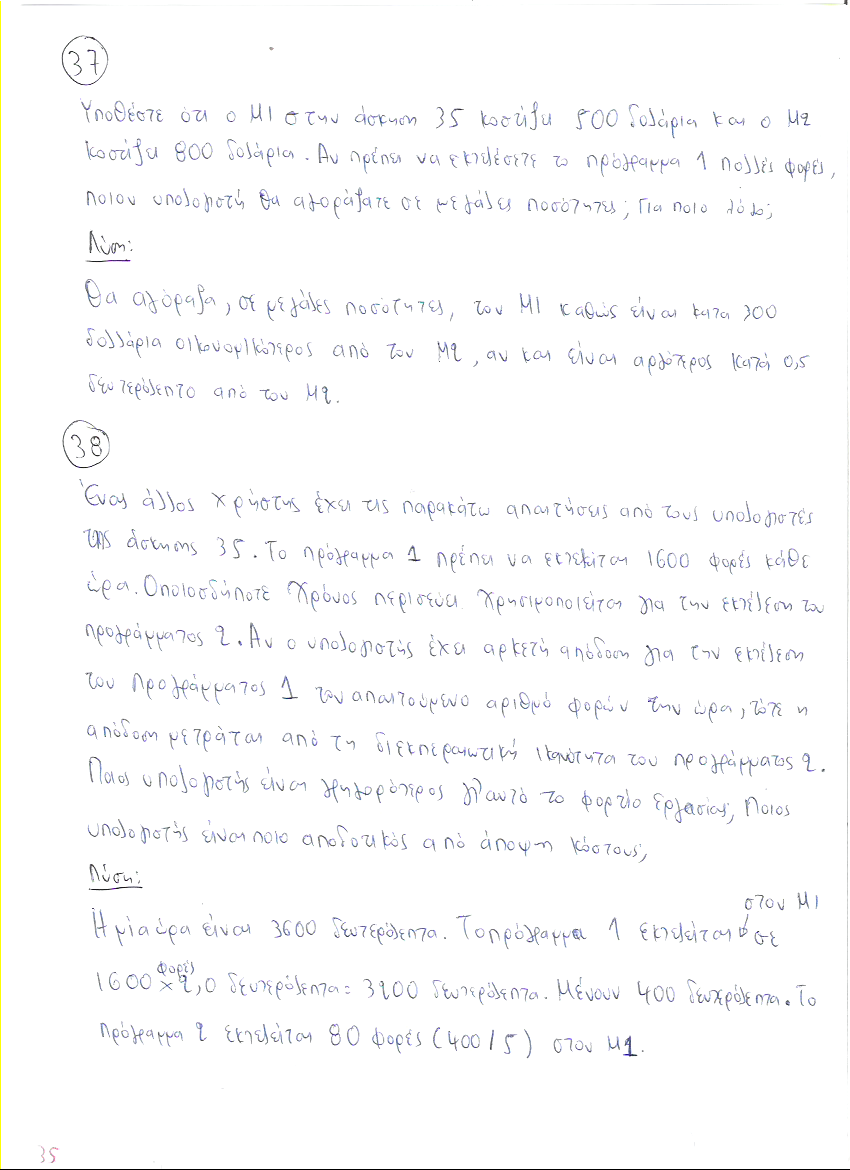 37
Υποθέστε ότι ο Μ1 στην άσκηση 35 κοστίζει 500 δολάρια και ο Μ2
κοστίζει 800 δολάρια. Αν πρέπει να εκτελέσετε το πρόγραμμα 1 πολλές φορές,
ποιον υπολογιστή θα αγοράζατε σε μεγάλες ποσότητες; Για ποιο λόγο;
Λύση:
Θα αγόραζα, σε μεγάλες ποσότητες, τον Μ1 καθώς είναι κατα 300
δολλάρια οικονομικότερος από τον Μ2, αν και είναι αργότερος κατά 0,5
δευτερόλεπτο από τον Μ2.
38
Ένας άλλος χρήστης έχει τις παρακάτω απαιτήσεις από τους υπολογιστές
της άσκησης 35. Το πρόγραμμα 1 πρέπει να εκτελείται 1600 φορές κάθε
ώρα. Οποιοσδήποτε χρόνος περισεύει χρησιμοποιείται για την εκτέλεση του
προγράμματος 2. Αν ο υπολογιστής έχει αρκετή απόδοση για την εκτέλεση
του προγράμματος 1 τον απαιτούμενο αριθμό φορών την ώρα, τότε η
απόδοση μετράται από τη διεκπεραιωτική ικανότητα του προγράμματος 2.
Ποιος υπολογιστής είναι γρηγορότερος γι'αυτό το φορτίο εργασίας; Ποιος
υπολογιστής είναι ποιο αποδοτικός από άποψη κόστους;
Λύση:
στον Μ1
Η μία ώρα είναι 3600 δευτερόλεπτα. Το πρόγραμμα 1 εκτελείται σε
φορές
1600 × 2,0 δευτερόλεπτα = 3200 δευτερόλεπτα. Μένουν 400 δευτερόλεπτα. Το
πρόγραμμα 2 εκτελείται 80 φορές (400/5) στον Μ1.
35